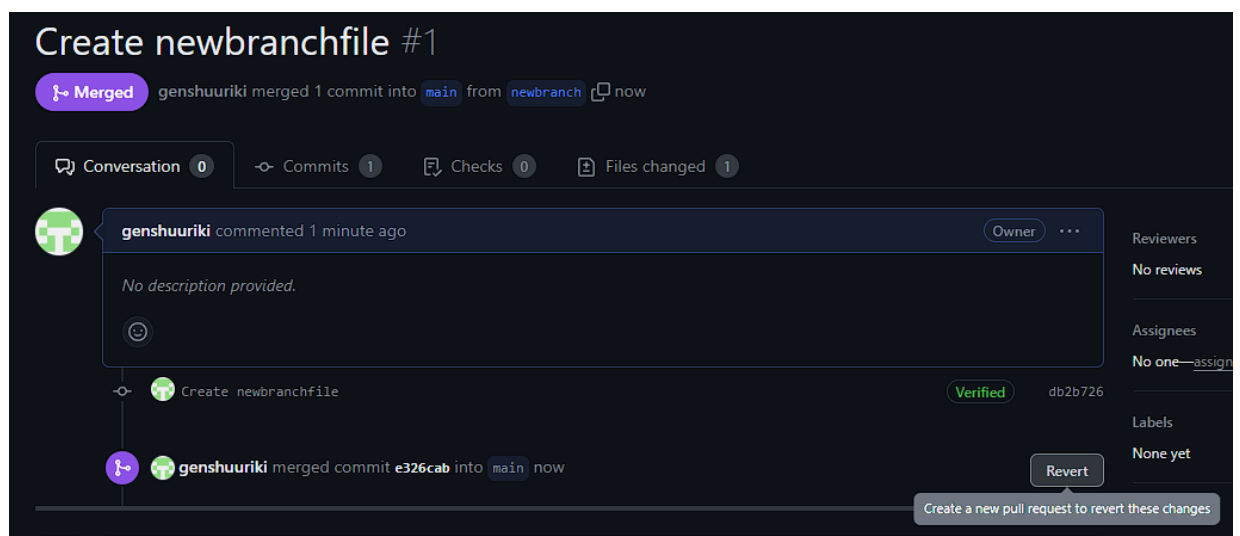 Create newbranchfile #1
Merged genshuuriki merged 1 commit into main from newbranch now
Conversation 0 Commits 1 Checks 0 Files changed 1
genshuuriki commented 1 minute ago Owner ···
No description provided.
Reviewers
No reviews
Assignees
No one—assign
Create newbranchfile Verified db2b726
Labels
None yet
genshuuriki merged commit e326cab into main now Revert
Create a new pull request to revert these changes